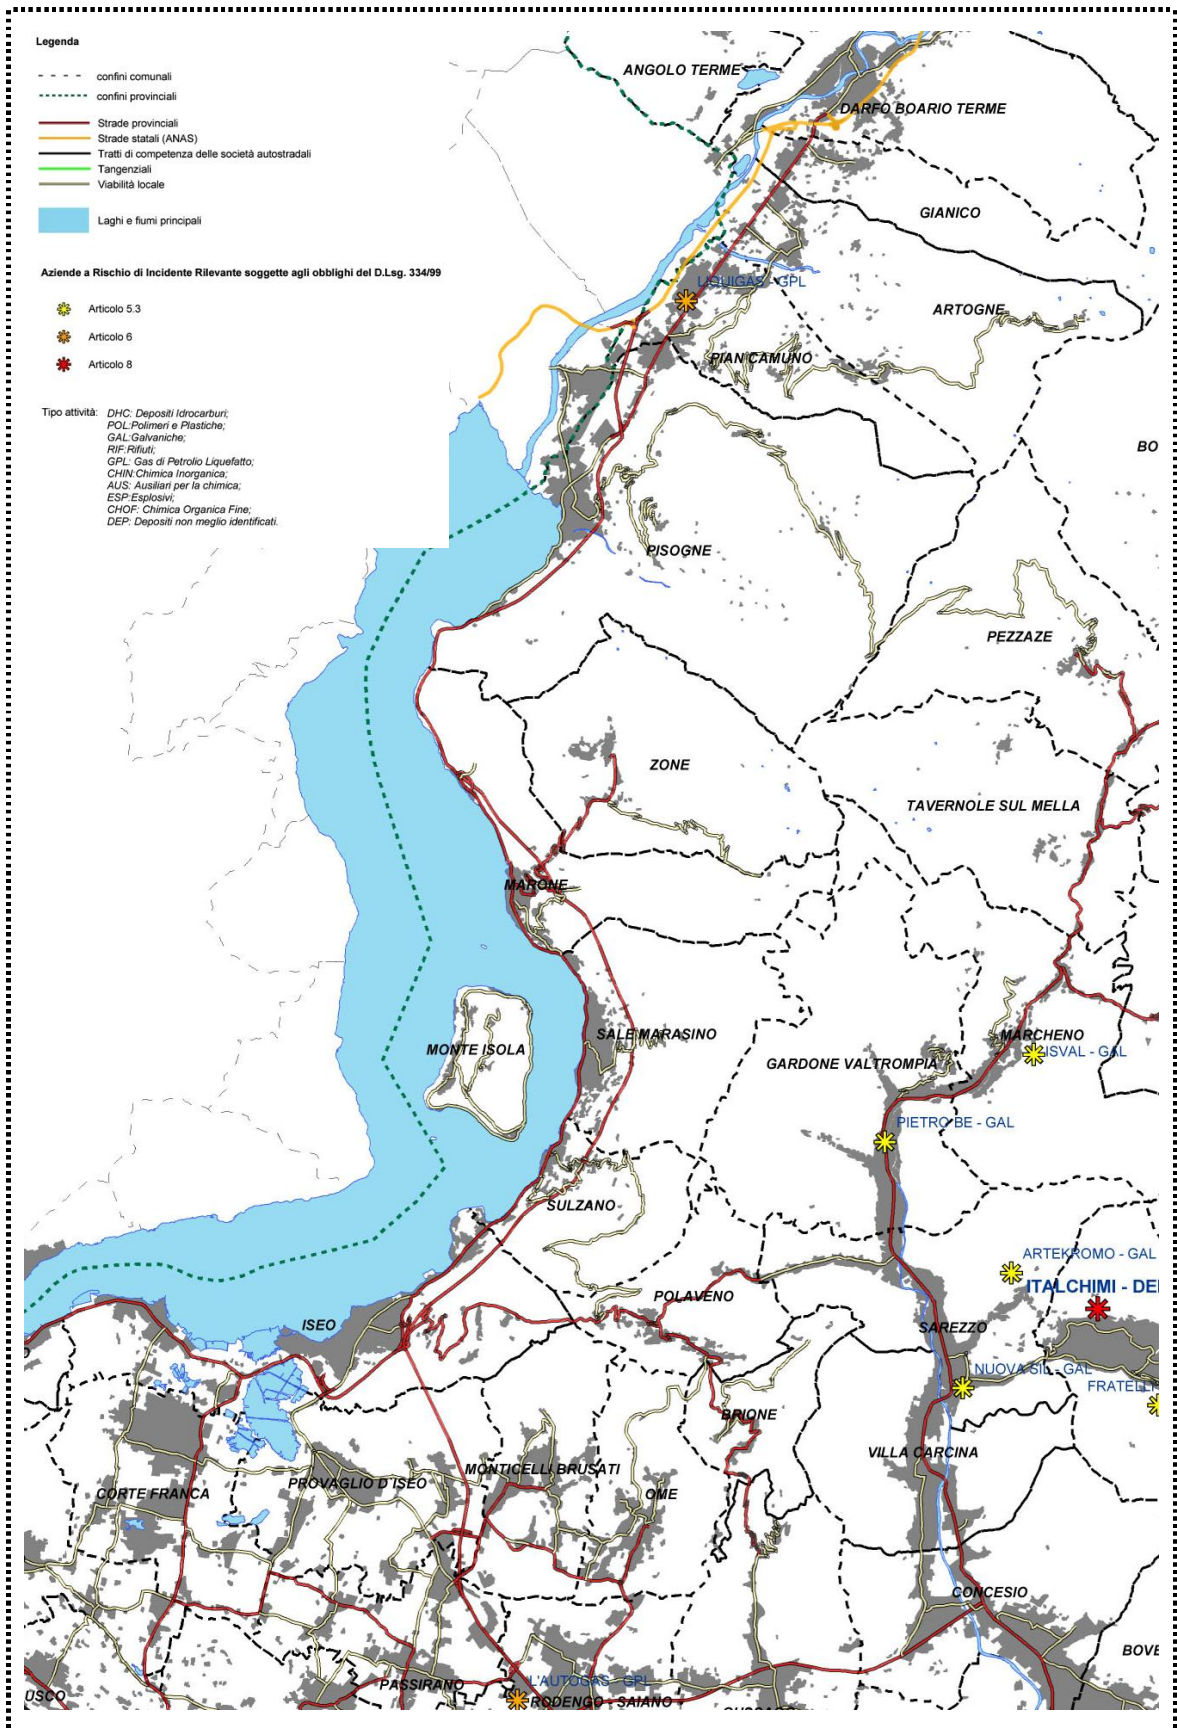 Legenda
confini comunali
confini provinciali
Strade provinciali
Strade statali (ANAS)
Tratti di competenza delle società autostradali
Tangenziali
Viabilità locale
Laghi e fiumi principali
Aziende a Rischio di Incidente Rilevante soggette agli obblighi del D.Lsg. 334/99
Articolo 5.3
Articolo 6
Articolo 8
Tipo attività: DHC: Depositi Idrocarburi;
POL:Polimeri e Plastiche;
GAL:Galvaniche;
RIF:Rifiuti;
GPL: Gas di Petrolio Liquefatto;
CHIN:Chimica Inorganica;
AUS: Ausiliari per la chimica;
ESP:Esplosivi;
CHOF: Chimica Organica Fine;
DEP: Depositi non meglio identificati.
ANGOLO TERME
DARFO BOARIO TERME
GIANICO
LIQUIGAS - GPL
ARTOGNE
PIAN CAMUNO
BO
PISOGNE
PEZZAZE
ZONE
TAVERNOLE SUL MELLA
MARONE
SALE MARASINO
MARCHENO
MONTE ISOLA
ISVAL - GAL
GARDONE VALTROMPIA
PIETRO BE - GAL
SULZANO
ARTEKROMO - GAL
ITALCHIMI - DE
POLAVENO
ISEO
SAREZZO
NUOVA SIL - GAL
FRATELLI
BRIONE
VILLA CARCINA
MONTICELLI BRUSATI
PROVAGLIO D'ISEO
CORTE FRANCA
OME
CONCESIO
BOVE
L'AUTOGAS - GPL
PASSIRANO
USCO
RODENGO - SAIANO